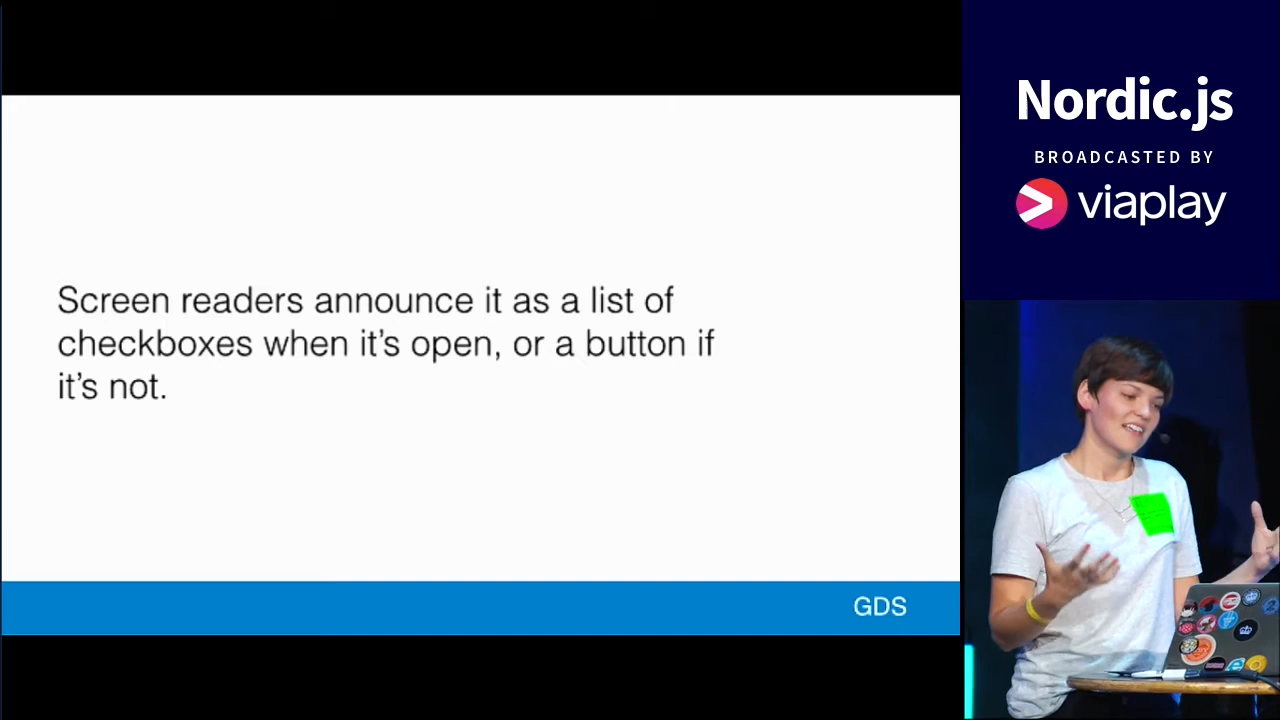 Screen readers announce it as a list of
checkboxes when it's open, or a button if
it's not.
GDS
Nordic.js
BROADCASTED BY
viaplay